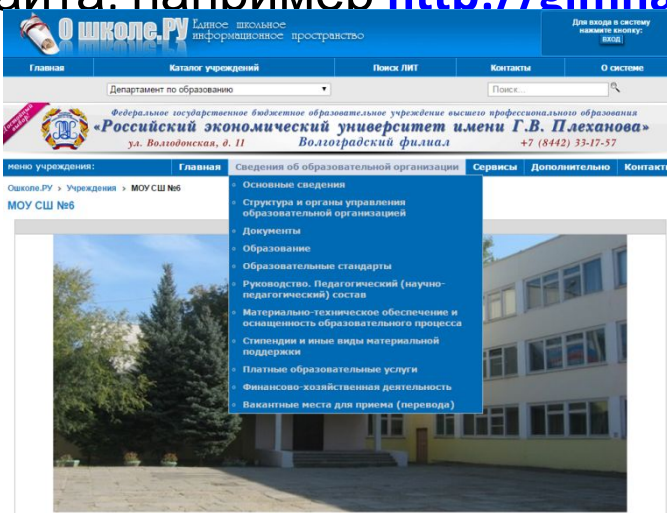 айта. Например http://gimna
О школе.РУ Единое школьное
информационное пространство
Для входа в систему
нажмите кнопку:
ВХОД
Главная Каталог учреждений Поиск ЛИТ Контакты О системе
Департамент по образованию Поиск...
Федеральное государственное бюджетное образовательное учреждение высшего профессионального образования
«Российский экономический университет имени Г.В. Плеханова»
ул. Волгодонская, д. 11 Волгоградский филиал +7 (8442) 33-17-57
меню учреждения: Главная Сведения об образовательной организации Сервисы Дополнительно Контакты
Ошколе.РУ > Учреждения > МОУ СШ №6
МОУ СШ №6
Основные сведения
Структура и органы управления
образовательной организацией
Документы
Образование
Образовательные стандарты
Руководство. Педагогический (научно-
педагогический) состав
Материально-техническое обеспечение и
оснащенность образовательного процесса
Стипендии и иные виды материальной
поддержки
Платные образовательные услуги
Финансово-хозяйственная деятельность
Вакантные места для приема (перевода)